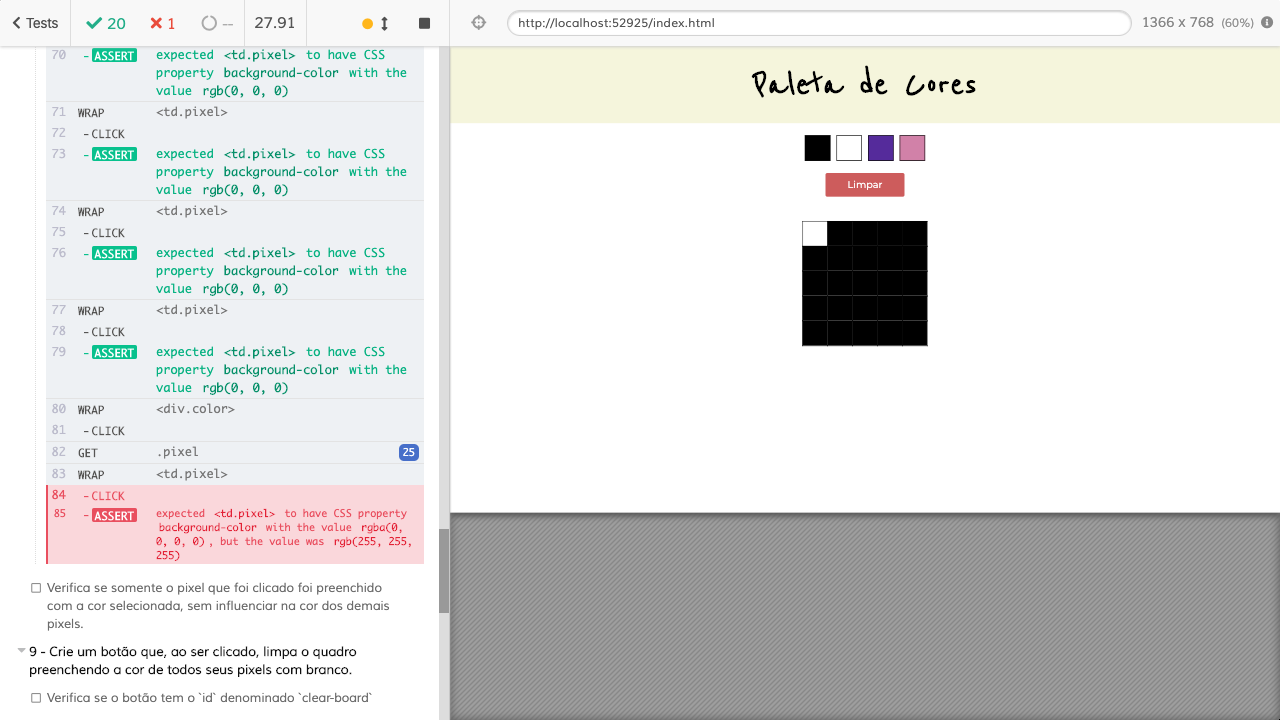 Tests 20 1 -- 27.91 http://localhost:52925/index.html 1366 x 768 (60%)
70 -ASSERT expected <td.pixel> to have CSS
property background-color with the
value rgb(0, 0, 0)
71 WRAP <td.pixel>
72 -CLICK
73 -ASSERT expected <td.pixel> to have CSS
property background-color with the
value rgb(0, 0, 0)
74 WRAP <td.pixel>
75 -CLICK
76 -ASSERT expected <td.pixel> to have CSS
property background-color with the
value rgb(0, 0, 0)
77 WRAP <td.pixel>
78 -CLICK
79 -ASSERT expected <td.pixel> to have CSS
property background-color with the
value rgb(0, 0, 0)
80 WRAP <div.color>
81 -CLICK
82 GET .pixel 25
83 WRAP <td.pixel>
84 -CLICK
85 -ASSERT expected <td.pixel> to have CSS property
background-color with the value rgba(0,
0, 0, 0), but the value was rgb(255, 255,
255)
Verifica se somente o pixel que foi clicado foi preenchido
com a cor selecionada, sem influenciar na cor dos demais
pixels.
9 - Crie um botão que, ao ser clicado, limpa o quadro
preenchendo a cor de todos seus pixels com branco.
Verifica se o botão tem o `id` denominado `clear-board`
Paleta de Cores
Limpar